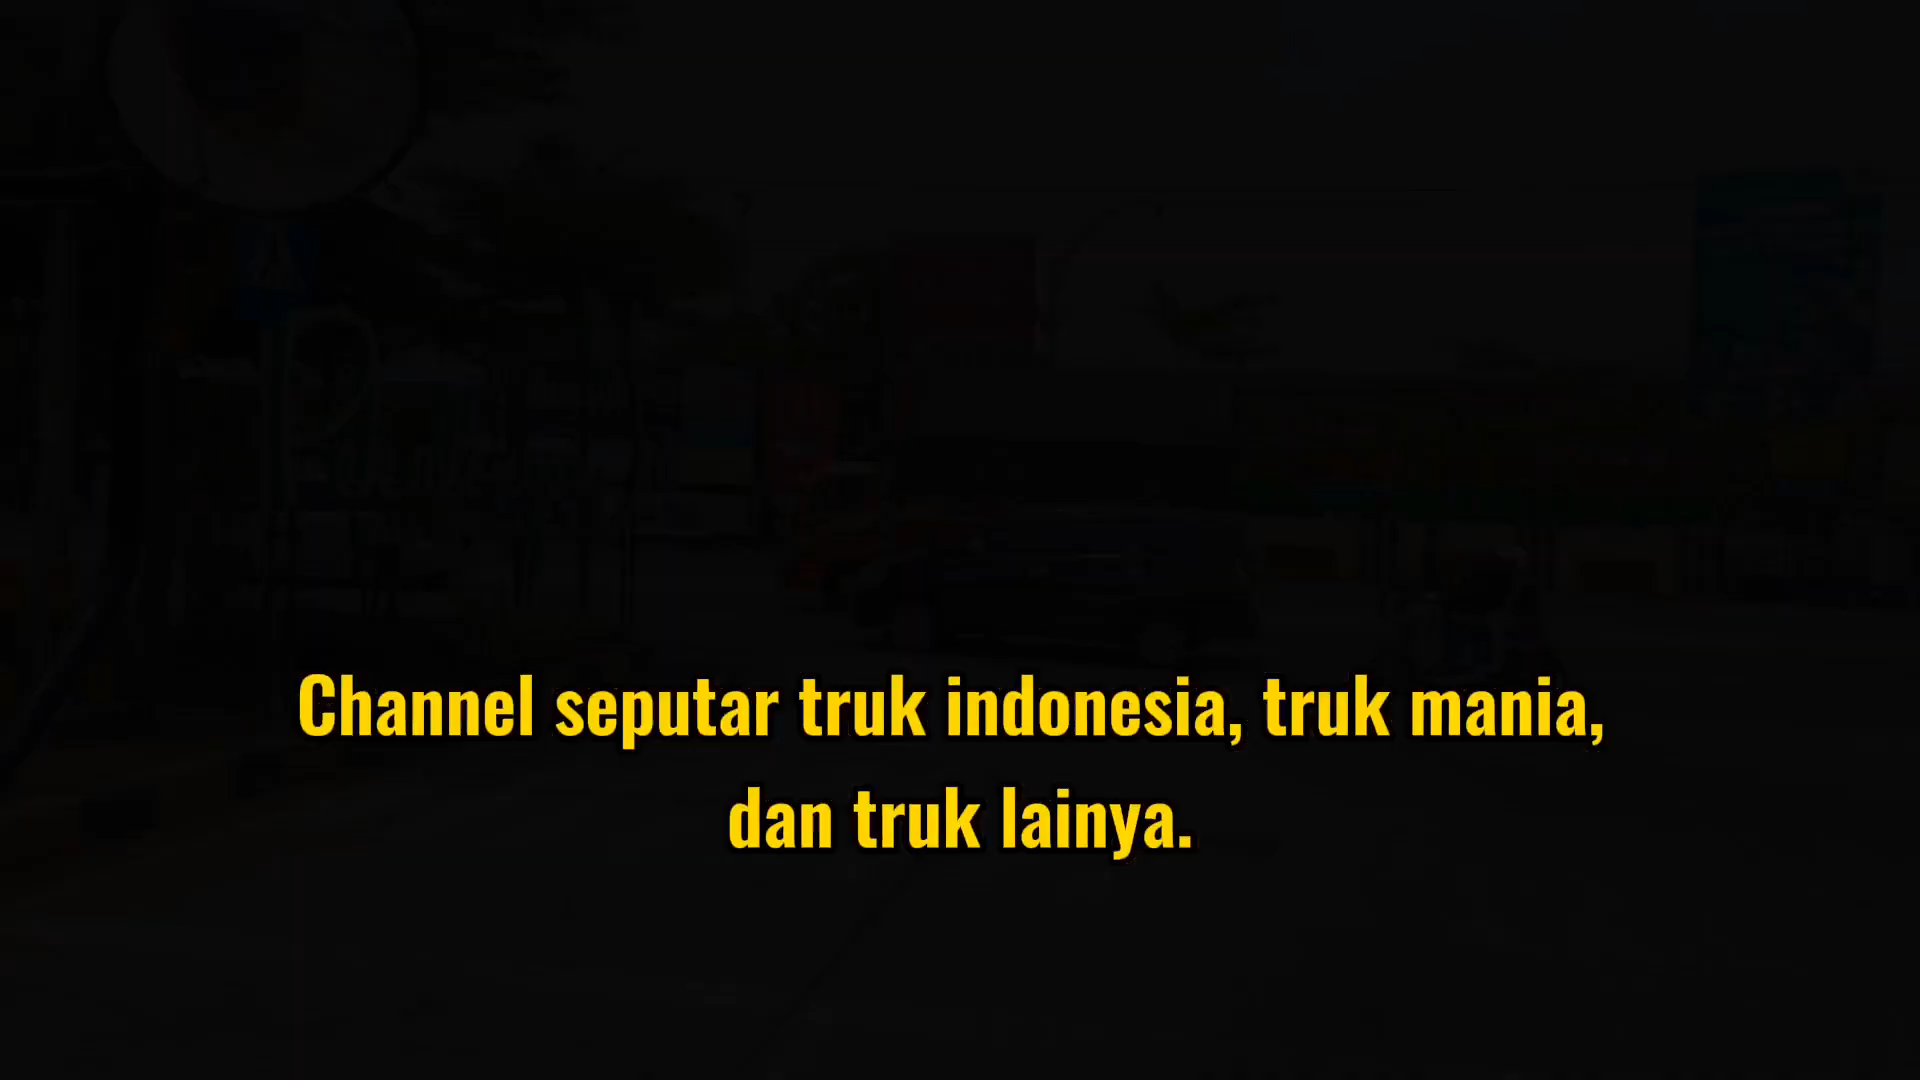 Channel seputar truk indonesia, truk mania,
dan truk lainya.